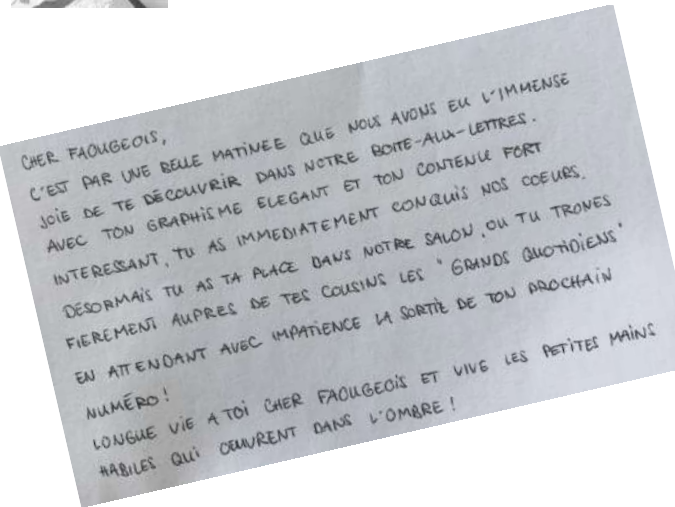 CHER FAOUGEOIS,
C'EST PAR UNE BELLE MATINEE QUE NOUS AVONS EU L'IMMENSE
JOIE DE TE DÉCOUVRIR DANS NOTRE BOITE-AUX-LETTRES.
AVEC TON GRAPHISME ELEGANT ET TON CONTENU FORT
INTERESSANT, TU AS IMMEDIATEMENT CONQUIS NOS COEURS.
DESORMAIS TU AS TA PLACE DANS NOTRE SALON, OU TU TRONES
FIEREMENT AUPRES DE TES COUSINS LES "GRANDS QUOTIDIENS"
EN ATTENDANT AVEC IMPATIENCE LA SORTIE DE TON PROCHAIN
NUMÉRO!
LONGUE VIE A TOI CHER FAOUGEOIS ET VIVE LES PETITES MAINS
HABILES QUI OEUVRENT DANS L'OMBRE!